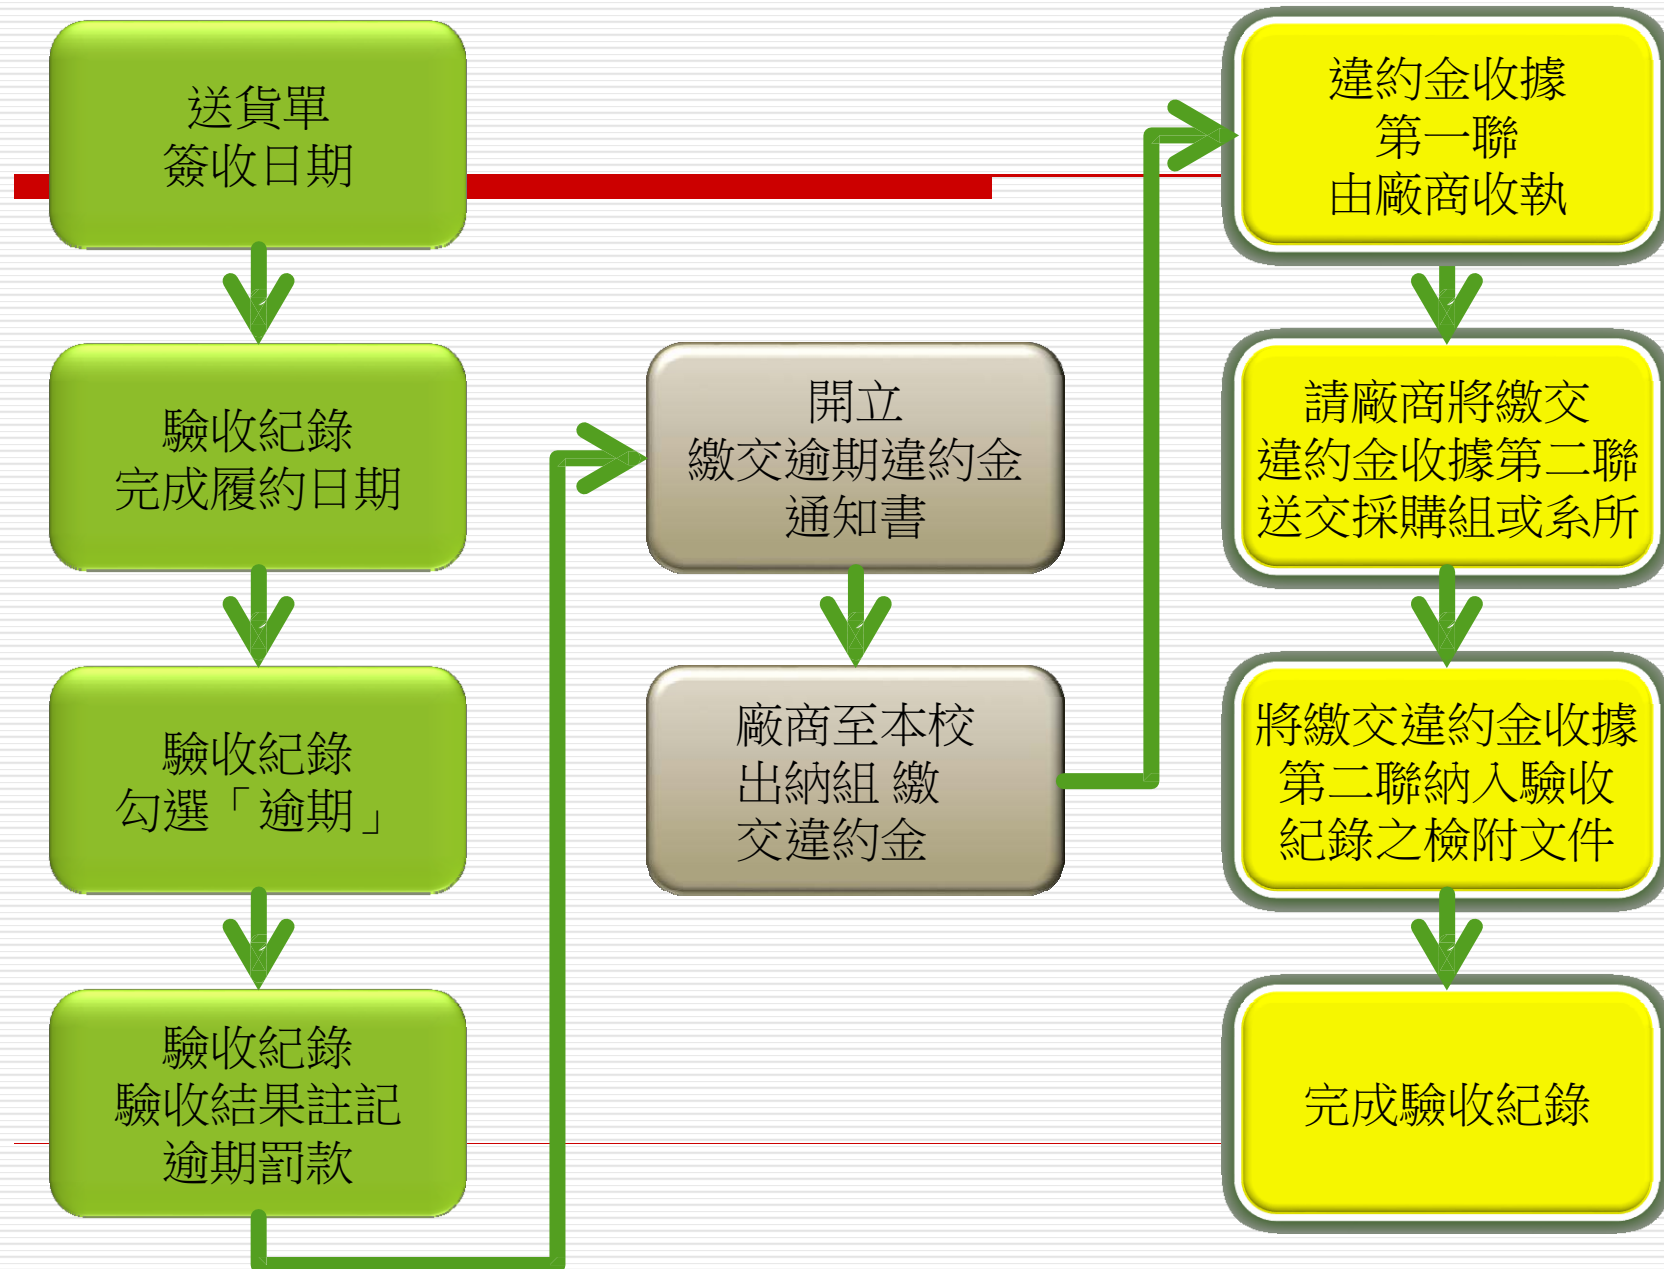 送貨單
簽收日期
驗收紀錄
完成履約日期
驗收紀錄
勾選「逾期」
驗收紀錄
驗收結果註記
逾期罰款
開立
繳交逾期違約金
通知書
廠商至本校
出納組 繳
交違約金
違約金收據
第一聯
由廠商收執
請廠商將繳交
違約金收據第二聯
送交採購組或系所
將繳交違約金收據
第二聯納入驗收
紀錄之檢附文件
完成驗收紀錄